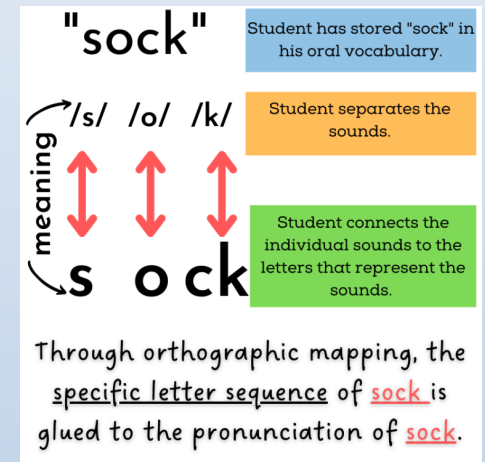 "sock"
Student has stored "sock" in
his oral vocabulary.
/s/ /o/ /k/
Student separates the
sounds.
meaning
s o ck
Student connects the
individual sounds to the
letters that represent the
sounds.
Through orthographic mapping, the
specific letter sequence of sock is
glued to the pronunciation of sock.